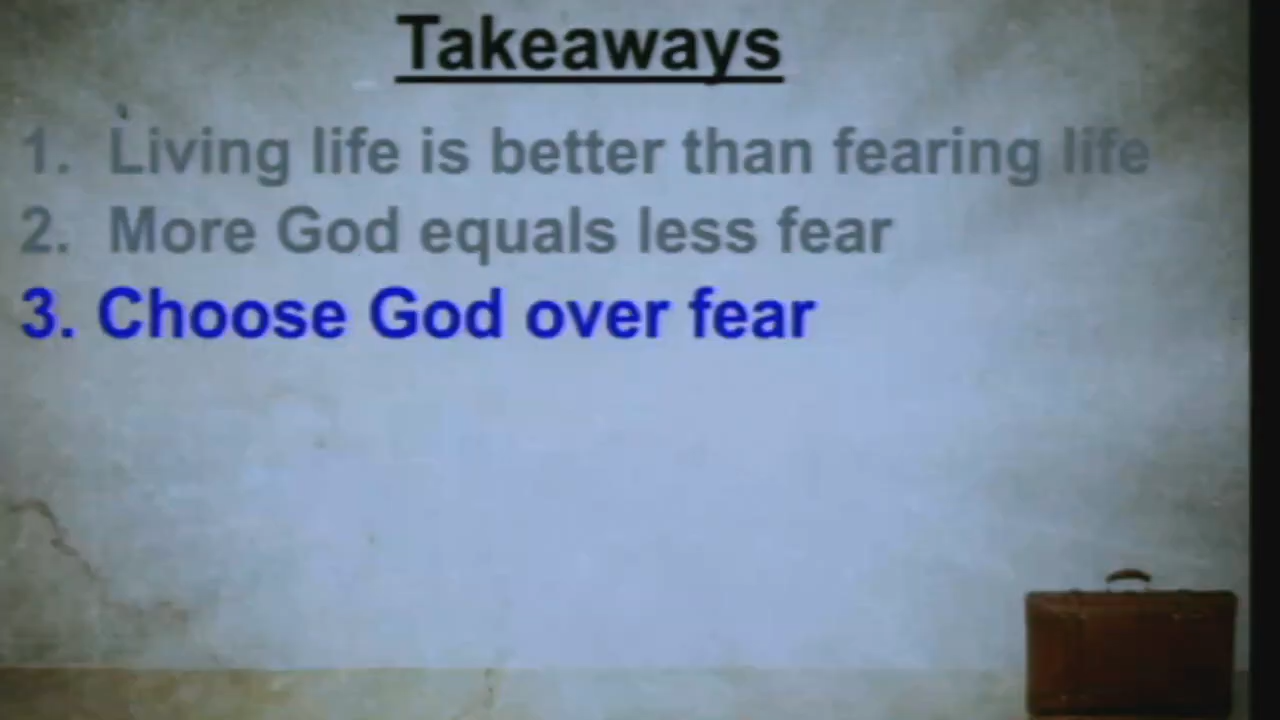 Takeaways
1. Living life is better than fearing life
2. More God equals less fear
3. Choose God over fear